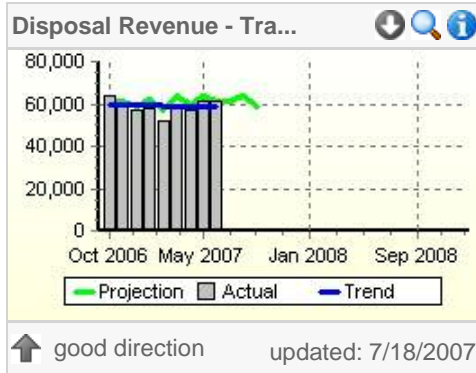 Disposal Revenue - Tra...
80,000
60,000
40,000
20,000
0
Oct 2006 May 2007 Jan 2008 Sep 2008
Projection Actual Trend
good direction updated: 7/18/2007